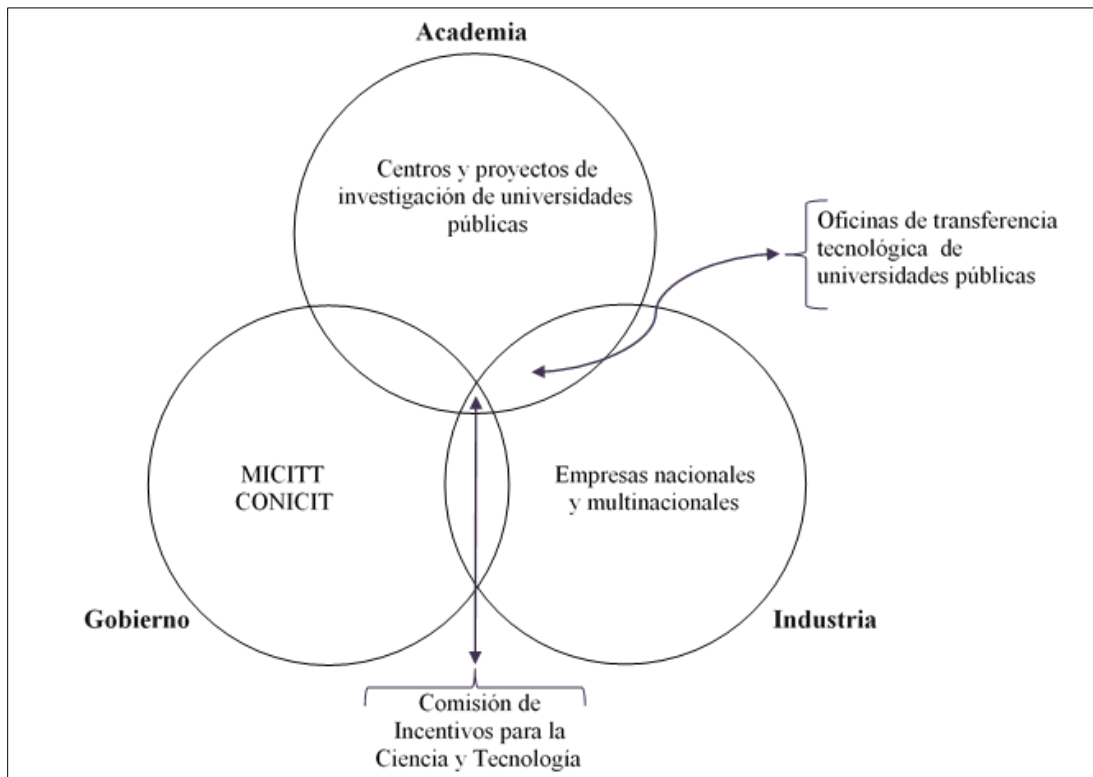 Academia
Centros y proyectos de
investigación de universidades
públicas
Oficinas de transferencia
tecnológica de
universidades públicas
MICITT
CONICIT
Empresas nacionales
y multinacionales
Gobierno
Industria
Comisión de
Incentivos para la
Ciencia y Tecnología